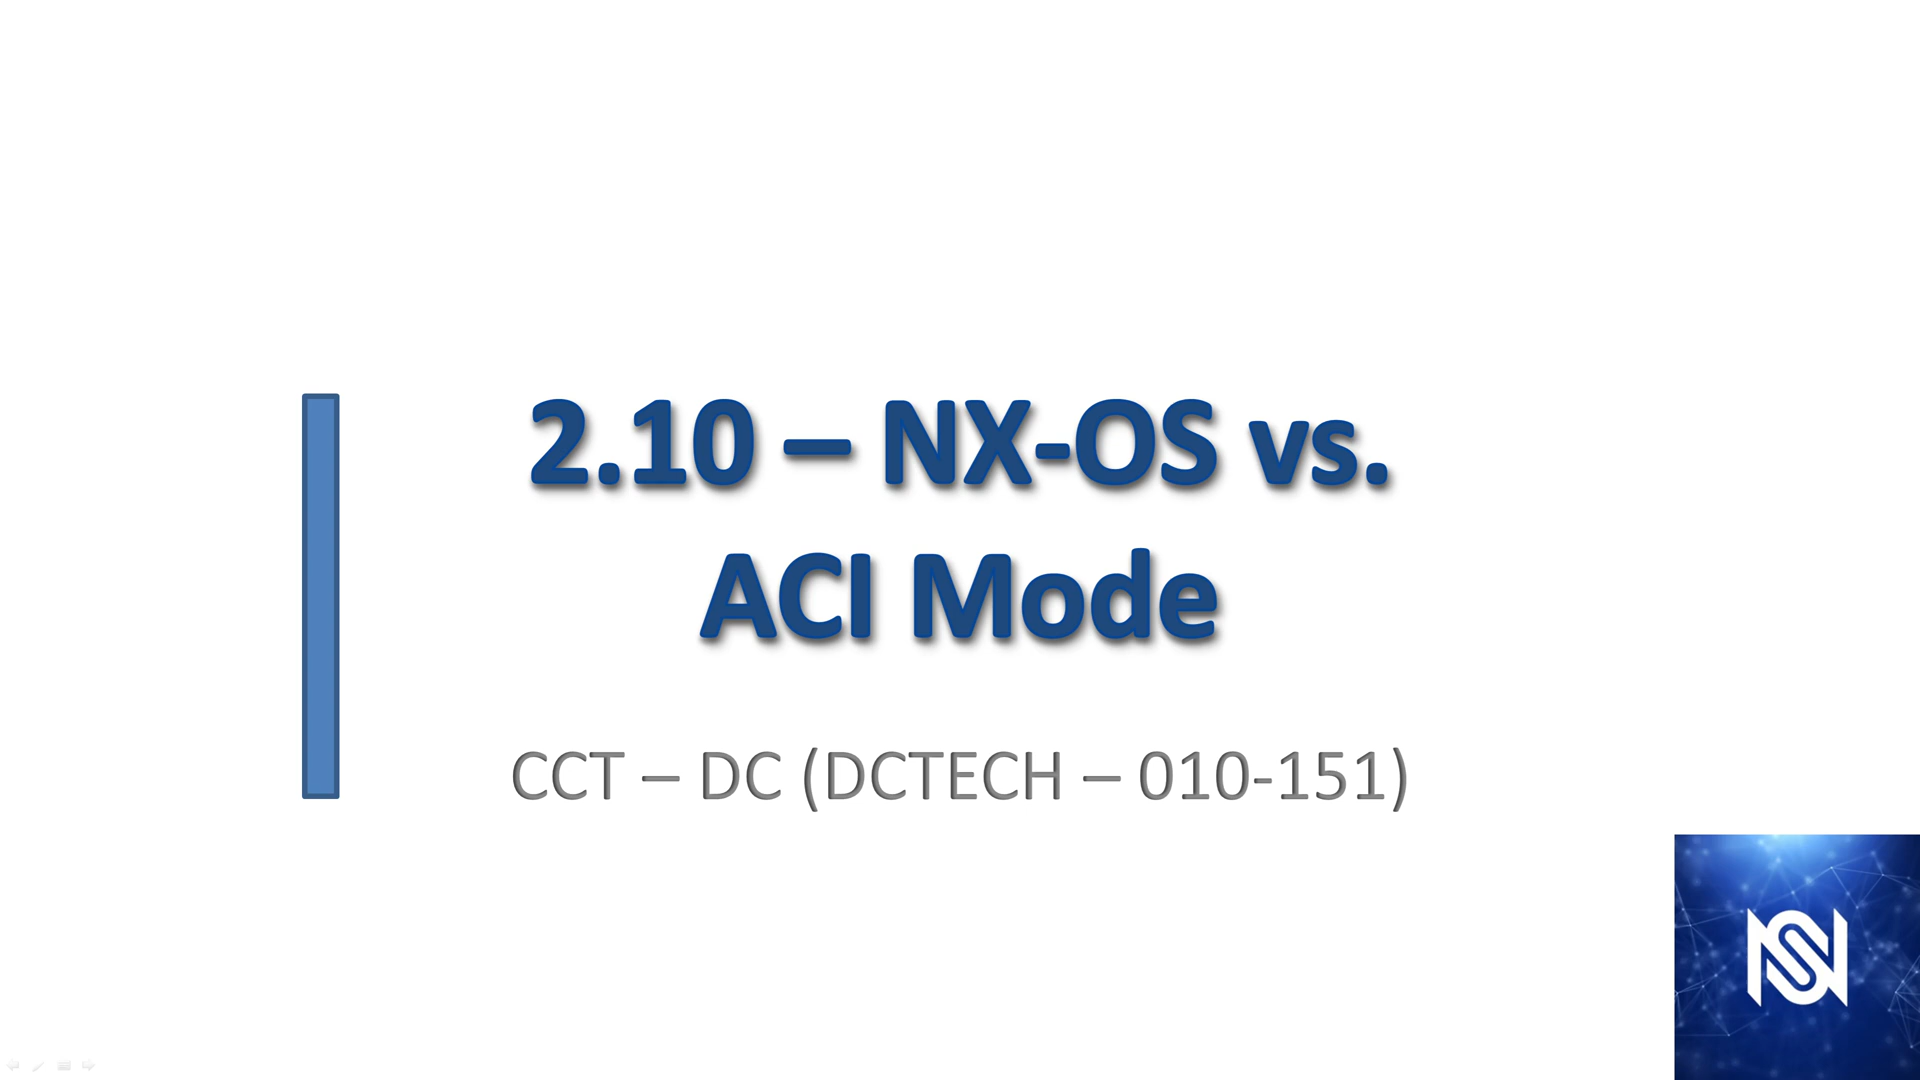 2.10 – NX-OS vs.
ACI Mode
CCT – DC (DCTECH – 010-151)